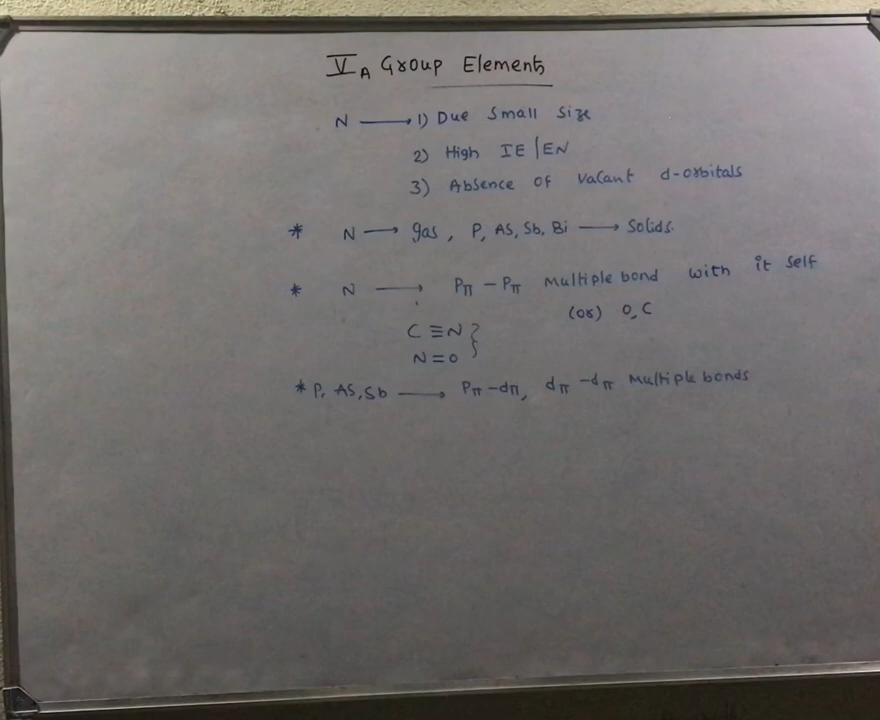 V A Group Elements
N ⟶ 1) Due Small Size
2) High IE | EN
3) Absence of Vacant d-orbitals
* N ⟶ gas, P, AS, Sb, Bi ⟶ Solids.
* N ⟶ Pπ - Pπ Multiple bond with it self
(or) O, C
C ≡ N }
N = O
* P, AS, Sb ⟶ Pπ - dπ, dπ - dπ Multiple bonds